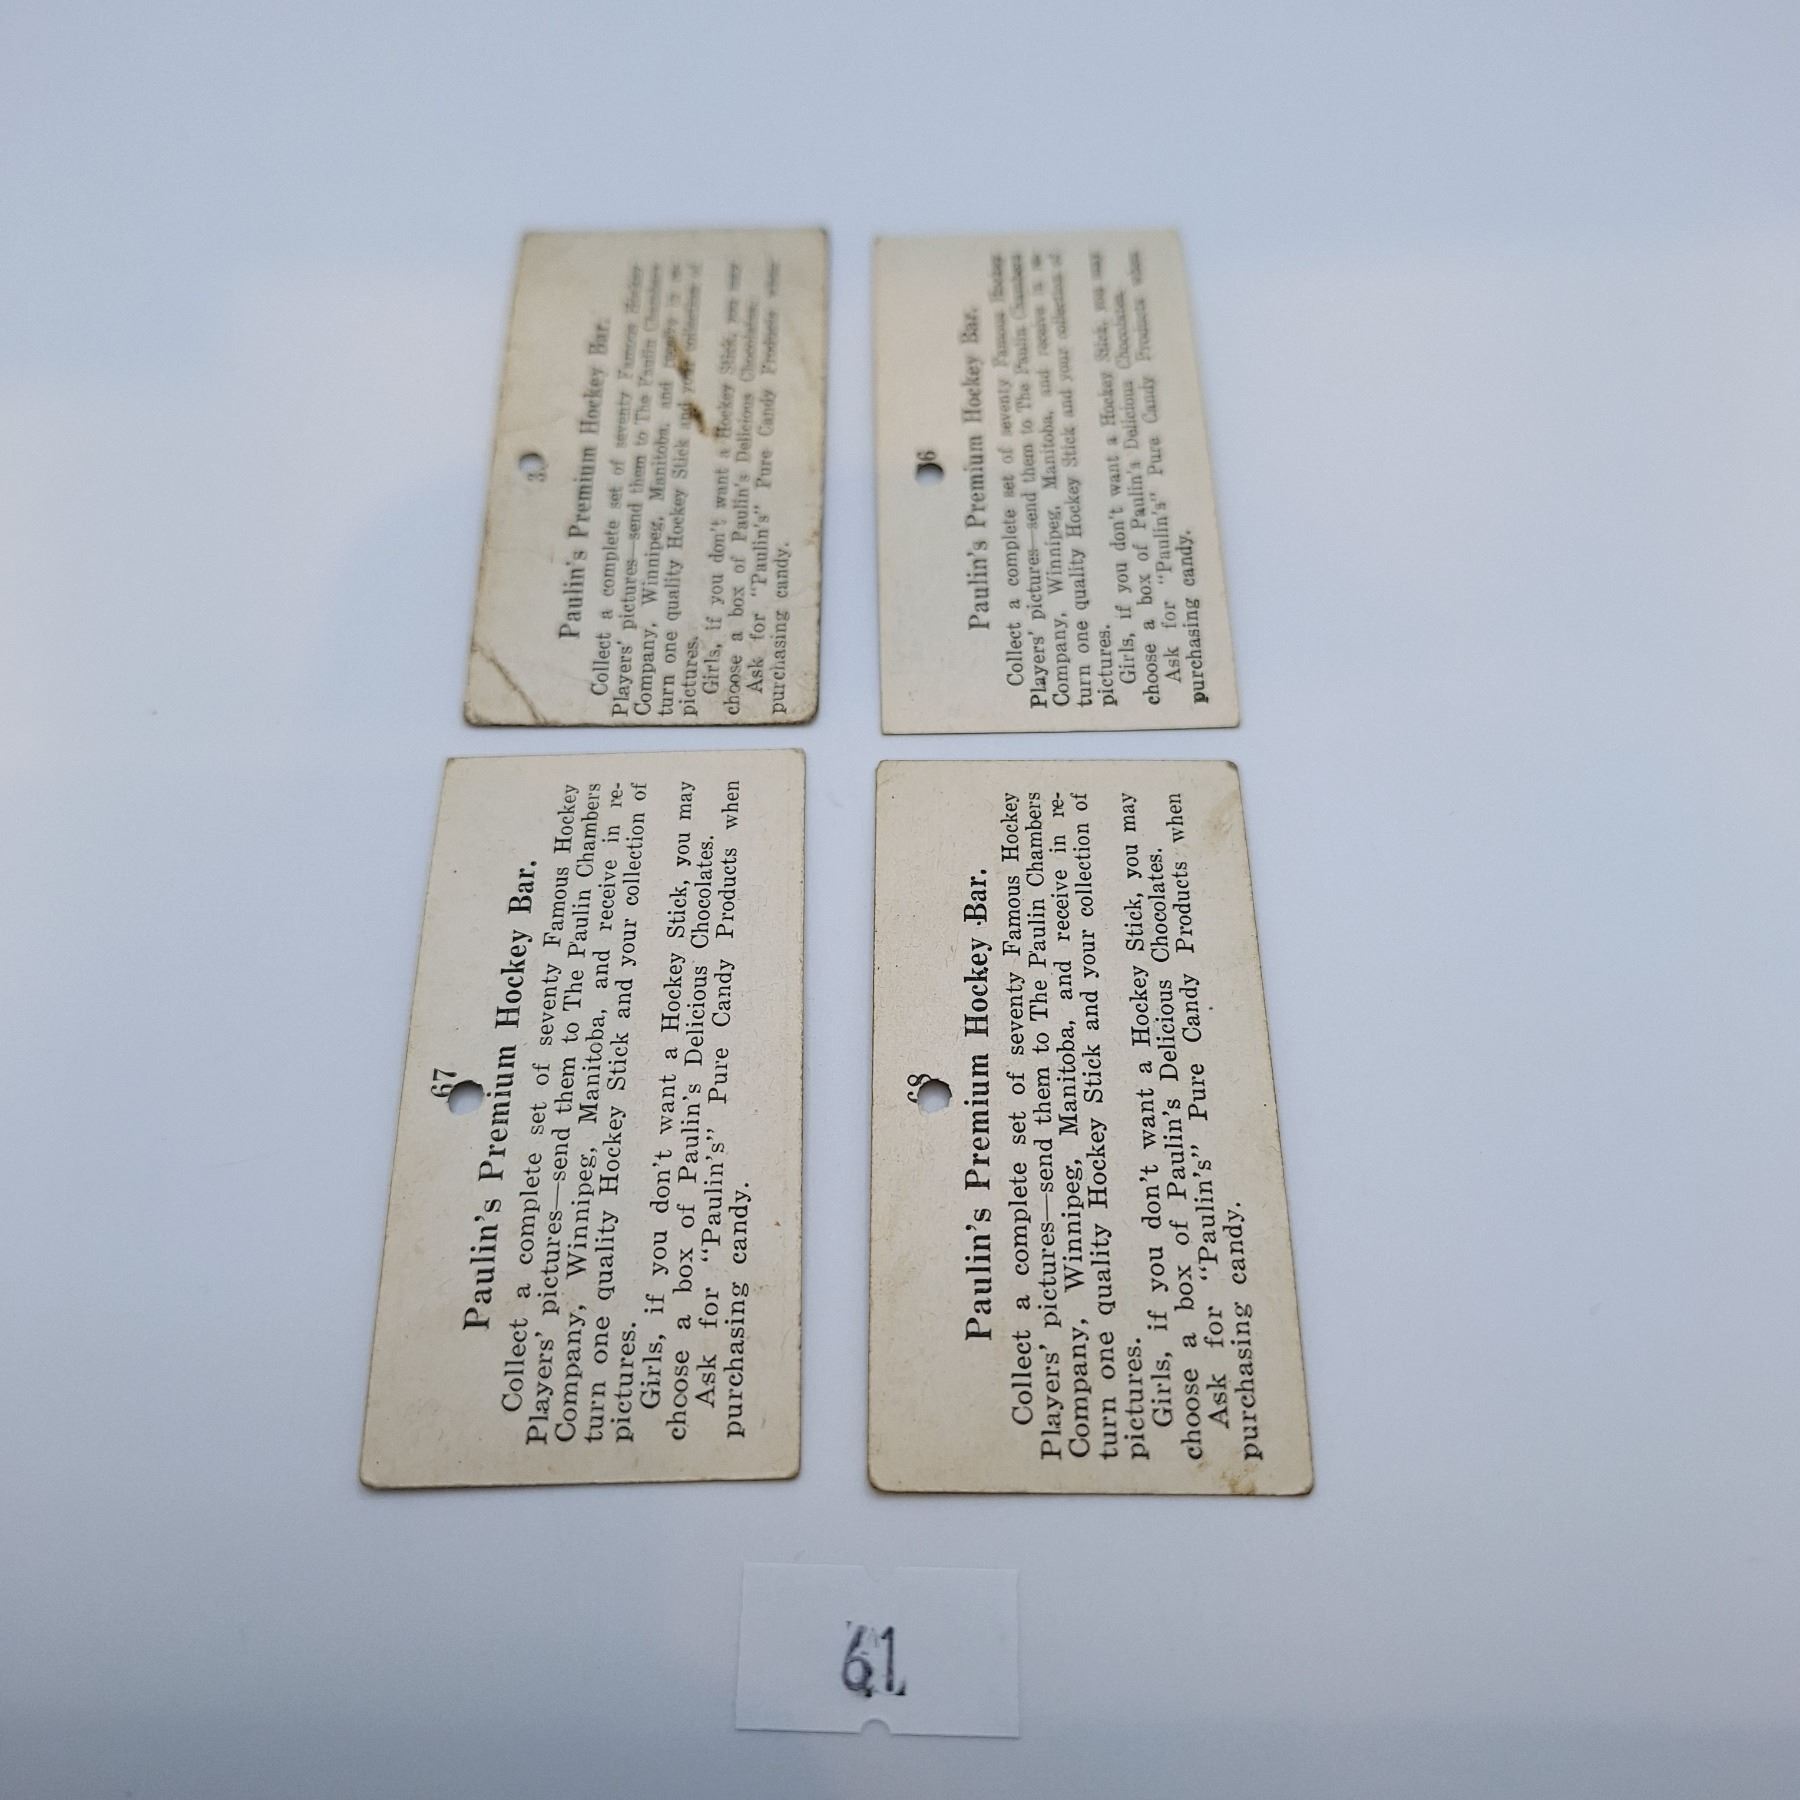 3
Paulin's Premium Hockey Bar.
Collect a complete set of seventy Famous Hockey
Players' pictures—send them to The Paulin Chambers
Company, Winnipeg, Manitoba, and receive in re-
turn one quality Hockey Stick and your collection of
pictures.
Girls, if you don't want a Hockey Stick, you may
choose a box of Paulin's Delicious Chocolates.
Ask for "Paulin's" Pure Candy Products when
purchasing candy.
6
Paulin's Premium Hockey Bar.
Collect a complete set of seventy Famous Hockey
Players' pictures—send them to The Paulin Chambers
Company, Winnipeg, Manitoba, and receive in re-
turn one quality Hockey Stick and your collection of
pictures.
Girls, if you don't want a Hockey Stick, you may
choose a box of Paulin's Delicious Chocolates.
Ask for "Paulin's" Pure Candy Products when
purchasing candy.
67
Paulin's Premium Hockey Bar.
Collect a complete set of seventy Famous Hockey
Players' pictures—send them to The Paulin Chambers
Company, Winnipeg, Manitoba, and receive in re-
turn one quality Hockey Stick and your collection of
pictures.
Girls, if you don't want a Hockey Stick, you may
choose a box of Paulin's Delicious Chocolates.
Ask for "Paulin's" Pure Candy Products when
purchasing candy.
68
Paulin's Premium Hockey Bar.
Collect a complete set of seventy Famous Hockey
Players' pictures—send them to The Paulin Chambers
Company, Winnipeg, Manitoba, and receive in re-
turn one quality Hockey Stick and your collection of
pictures.
Girls, if you don't want a Hockey Stick, you may
choose a box of Paulin's Delicious Chocolates.
Ask for "Paulin's" Pure Candy Products when
purchasing candy.
61